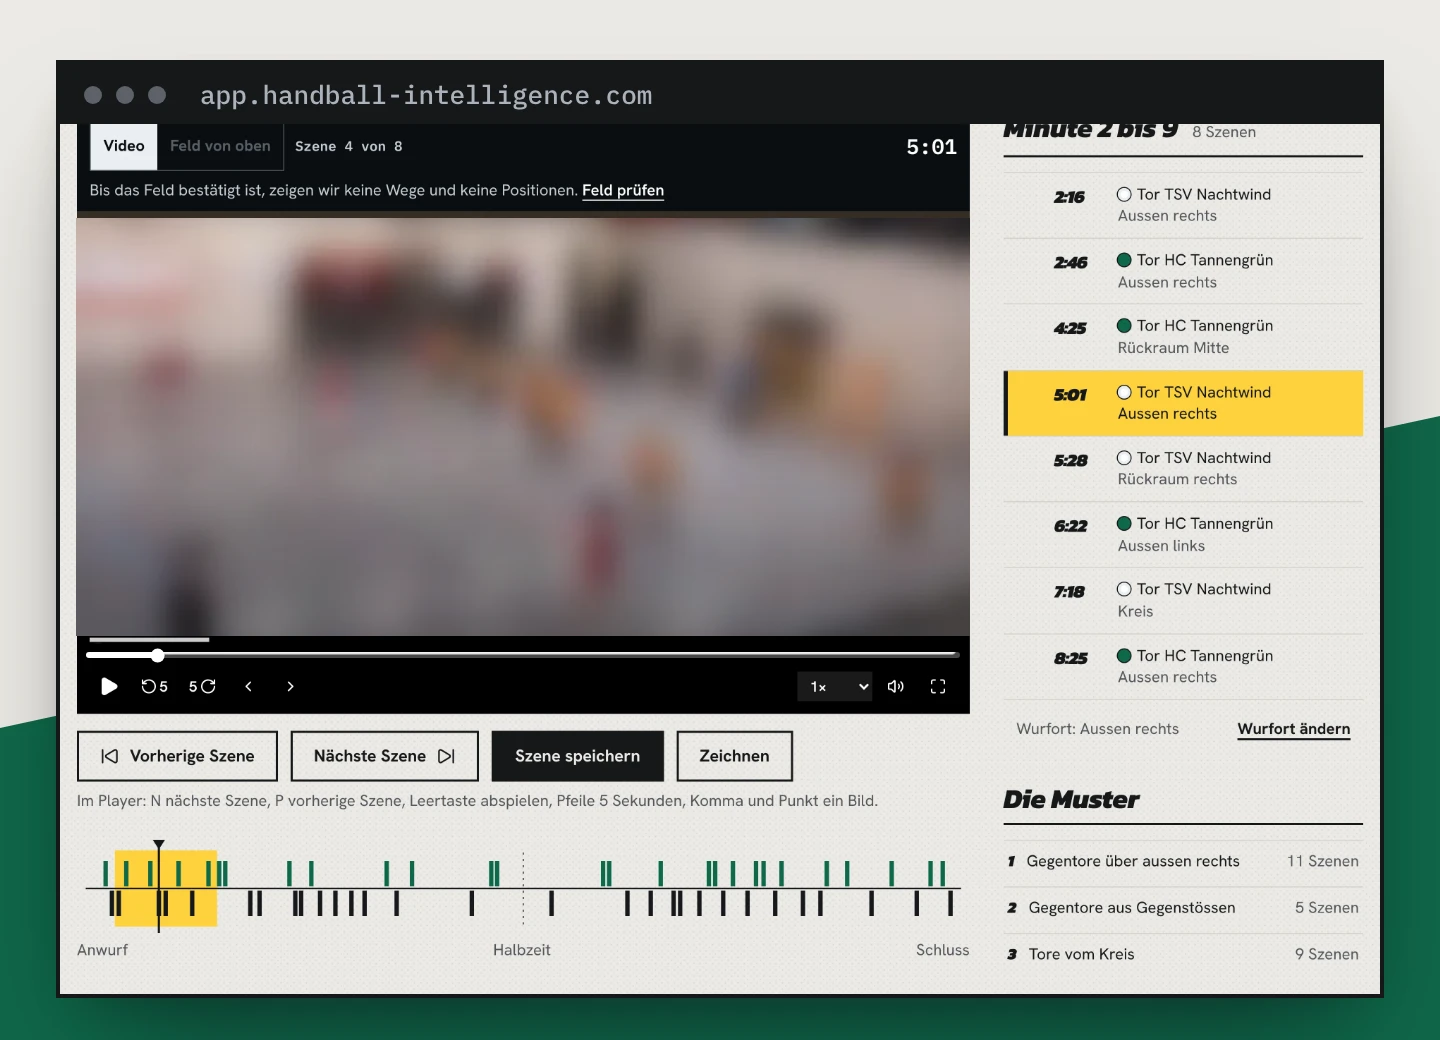 app.handball-intelligence.com
Video
Feld von oben
Szene 4 von 8
5:01
Bis das Feld bestätigt ist, zeigen wir keine Wege und keine Positionen. Feld prüfen
5
5
1×
Vorherige Szene
Nächste Szene
Szene speichern
Zeichnen
Im Player: N nächste Szene, P vorherige Szene, Leertaste abspielen, Pfeile 5 Sekunden, Komma und Punkt ein Bild.
Anwurf
Halbzeit
Schluss
Minute 2 bis 9 8 Szenen
2:16 Tor TSV Nachtwind
Aussen rechts
2:46 Tor HC Tannengrün
Aussen rechts
4:25 Tor HC Tannengrün
Rückraum Mitte
5:01 Tor TSV Nachtwind
Aussen rechts
5:28 Tor TSV Nachtwind
Rückraum rechts
6:22 Tor HC Tannengrün
Aussen links
7:18 Tor TSV Nachtwind
Kreis
8:25 Tor HC Tannengrün
Aussen rechts
Wurfort: Aussen rechts Wurfort ändern
Die Muster
1 Gegentore über aussen rechts 11 Szenen
2 Gegentore aus Gegenstössen 5 Szenen
3 Tore vom Kreis 9 Szenen